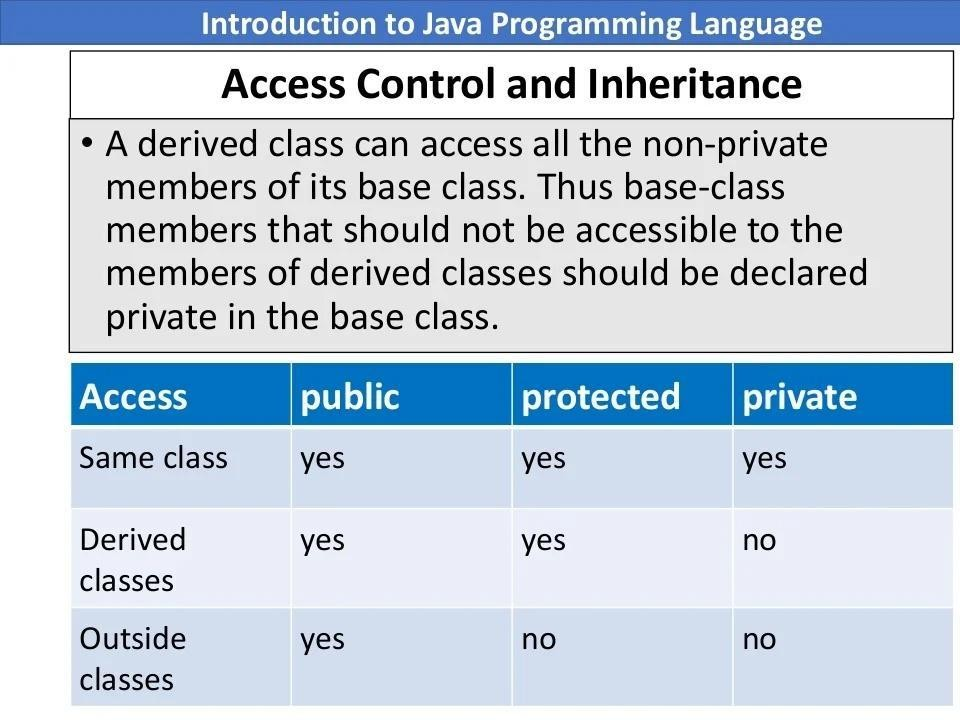 Introduction to Java Programming Language
Access Control and Inheritance
• A derived class can access all the non-private
members of its base class. Thus base-class
members that should not be accessible to the
members of derived classes should be declared
private in the base class.
Access public protected private
Same class yes yes yes
Derived classes yes yes no
Outside classes yes no no